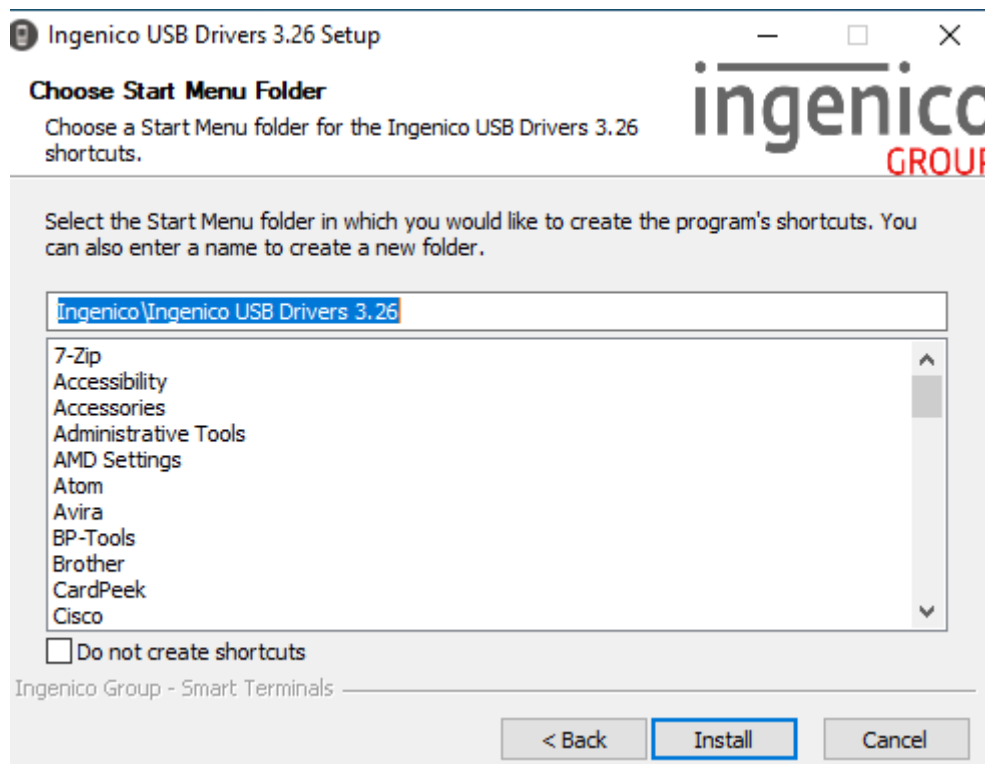 Ingenico USB Drivers 3.26 Setup
Choose Start Menu Folder
Choose a Start Menu folder for the Ingenico USB Drivers 3.26
shortcuts.
ingenico
GROUP
Select the Start Menu folder in which you would like to create the program's shortcuts. You
can also enter a name to create a new folder.
Ingenico\Ingenico USB Drivers 3.26
7-Zip
Accessibility
Accessories
Administrative Tools
AMD Settings
Atom
Avira
BP-Tools
Brother
CardPeek
Cisco
Do not create shortcuts
Ingenico Group - Smart Terminals
< Back
Install
Cancel